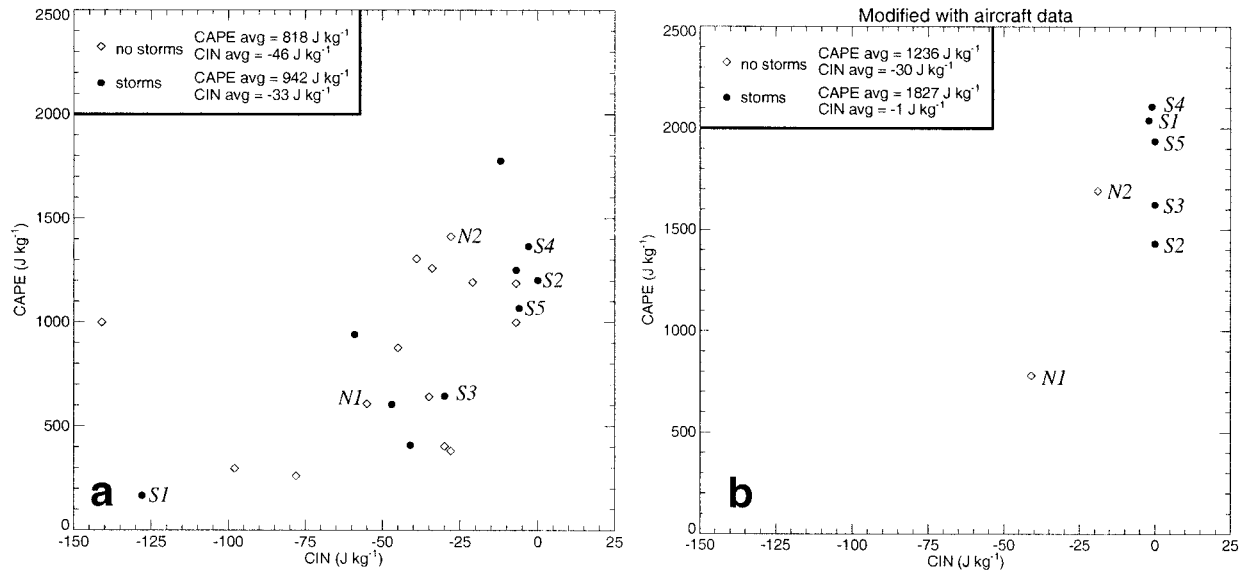 2500
◇ no storms CAPE avg = 818 J kg⁻¹
CIN avg = -46 J kg⁻¹
● storms CAPE avg = 942 J kg⁻¹
CIN avg = -33 J kg⁻¹
2000
1500
1000
500
0
CAPE (J kg⁻¹)
N2
S4
S2
S5
N1
S3
S1
a
-150 -125 -100 -75 -50 -25 0 25
CIN (J kg⁻¹)
Modified with aircraft data
2500
◇ no storms CAPE avg = 1236 J kg⁻¹
CIN avg = -30 J kg⁻¹
● storms CAPE avg = 1827 J kg⁻¹
CIN avg = -1 J kg⁻¹
2000
1500
1000
500
0
CAPE (J kg⁻¹)
S4
S1
S5
N2
S3
S2
N1
b
-150 -125 -100 -75 -50 -25 0 25
CIN (J kg⁻¹)